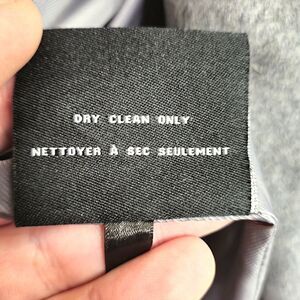 DRY CLEAN ONLY
NETTOYER À SEC SEULEMENT